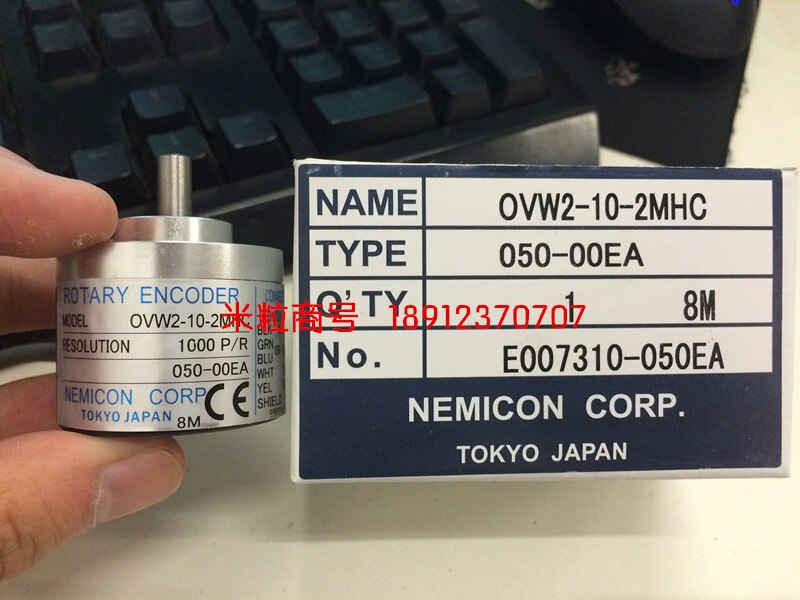 ROTARY ENCODER
MODEL OVW2-10-2MHC
RESOLUTION 1000 P/R
050-00EA
NEMICON CORP
TOKYO JAPAN
8M
CE
GRN
BLU
WHT
YEL
SHIELD
NAME OVW2-10-2MHC
TYPE 050-00EA
Q'TY 1 8M
No. E007310-050EA
NEMICON CORP.
TOKYO JAPAN
米粒商号 18912370707